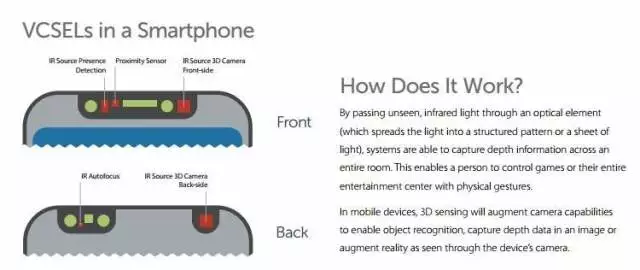 VCSELs in a Smartphone
IR Source Presence
Detection
Proximity Sensor
IR Source 3D Camera
Front-side
Front
IR Autofocus
IR Source 3D Camera
Back-side
Back
How Does It Work?
By passing unseen, infrared light through an optical element
(which spreads the light into a structured pattern or a sheet of
light), systems are able to capture depth information across an
entire room. This enables a person to control games or their entire
entertainment center with physical gestures.
In mobile devices, 3D sensing will augment camera capabilities
to enable object recognition, capture depth data in an image or
augment reality as seen through the device's camera.